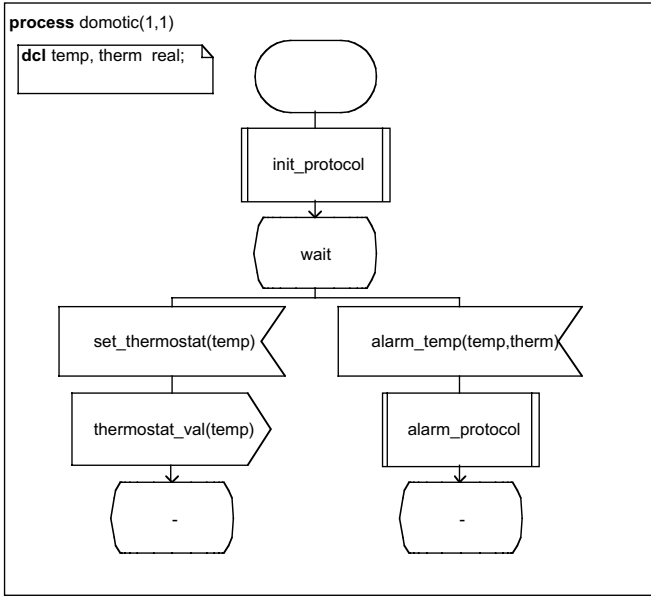 process domotic(1,1)
dcl temp, therm real;
init_protocol
wait
set_thermostat(temp)
alarm_temp(temp,therm)
thermostat_val(temp)
alarm_protocol
-
-